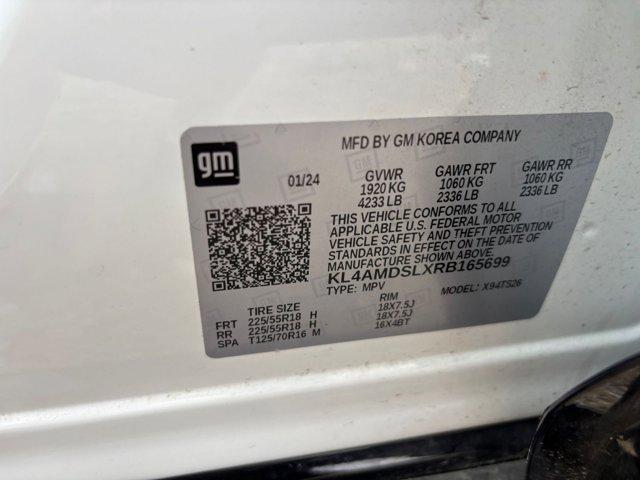 MFD BY GM KOREA COMPANY
gm
01/24 GVWR GAWR FRT GAWR RR
1920 KG 1060 KG 1060 KG
4233 LB 2336 LB 2336 LB
THIS VEHICLE CONFORMS TO ALL
APPLICABLE U.S. FEDERAL MOTOR
VEHICLE SAFETY AND THEFT PREVENTION
STANDARDS IN EFFECT ON THE DATE OF
MANUFACTURE SHOWN ABOVE.
KL4AMDSLXRB165699
TYPE: MPV MODEL: X94TS26
TIRE SIZE RIM
FRT 225/55R18 H 18X7.5J
RR 225/55R18 H 18X7.5J
SPA T125/70R16 M 16X4BT